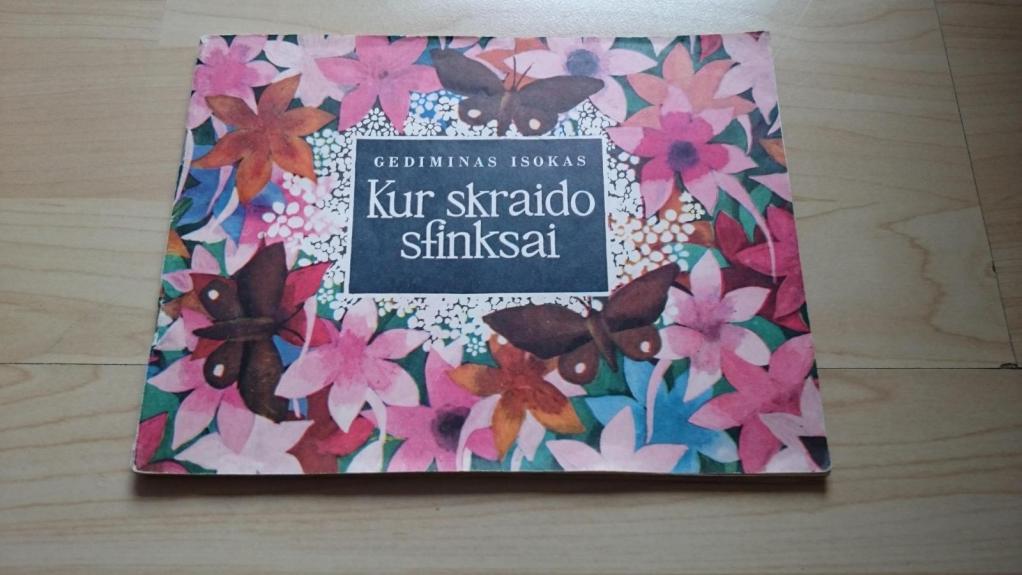 GEDIMINAS ISOKAS
Kur skraido
sfinksai